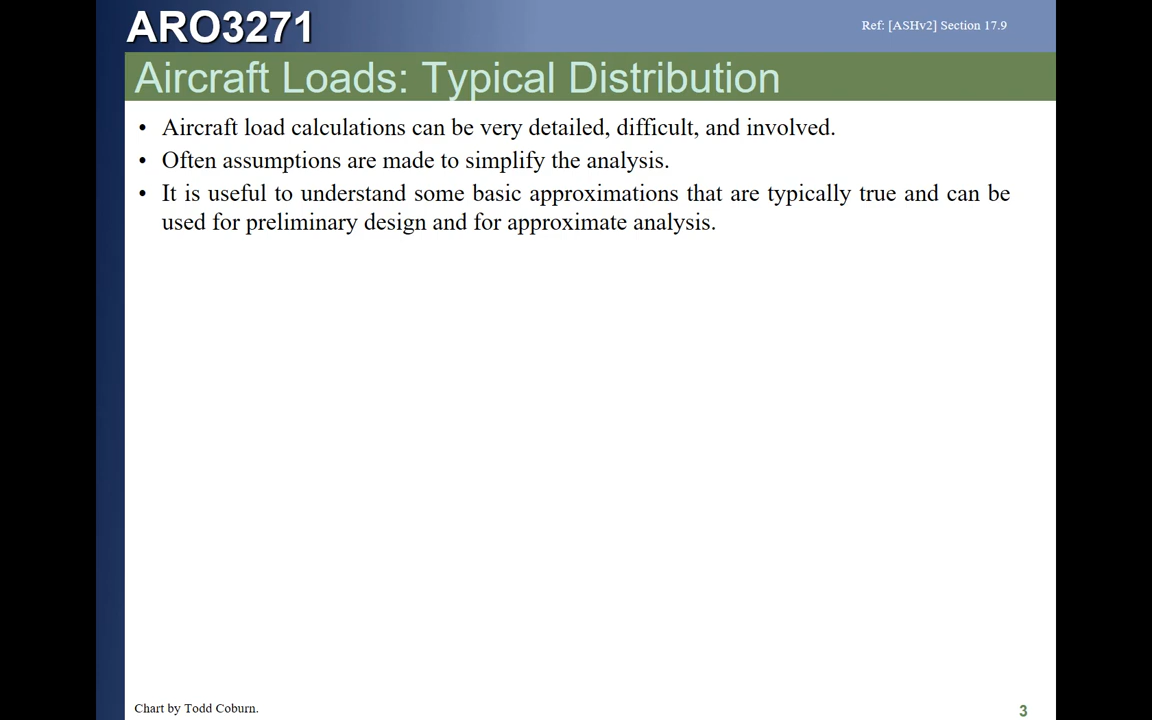 ARO3271
Ref: [ASHv2] Section 17.9
Aircraft Loads: Typical Distribution
• Aircraft load calculations can be very detailed, difficult, and involved.
• Often assumptions are made to simplify the analysis.
• It is useful to understand some basic approximations that are typically true and can be
used for preliminary design and for approximate analysis.
Chart by Todd Coburn.
3